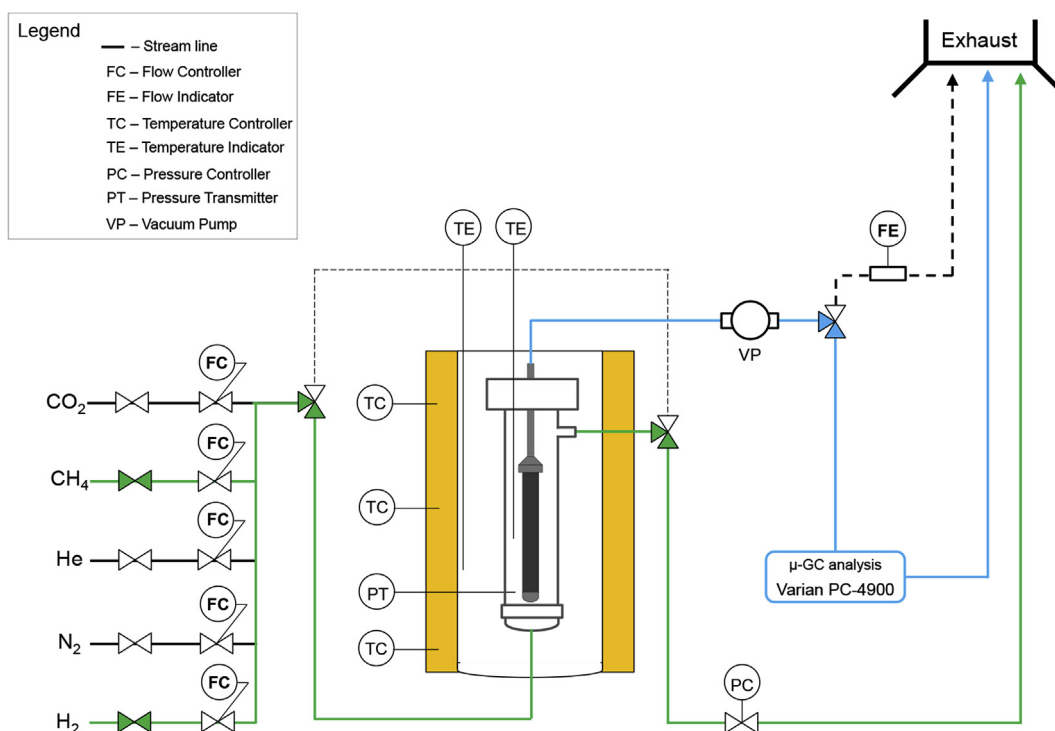 Legend
– Stream line
FC – Flow Controller
FE – Flow Indicator
TC – Temperature Controller
TE – Temperature Indicator
PC – Pressure Controller
PT – Pressure Transmitter
VP – Vacuum Pump
Exhaust
TE
TE
FE
VP
FC
CO₂
TC
FC
CH₄
TC
FC
He
μ-GC analysis
Varian PC-4900
PT
FC
N₂
TC
FC
PC
H₂